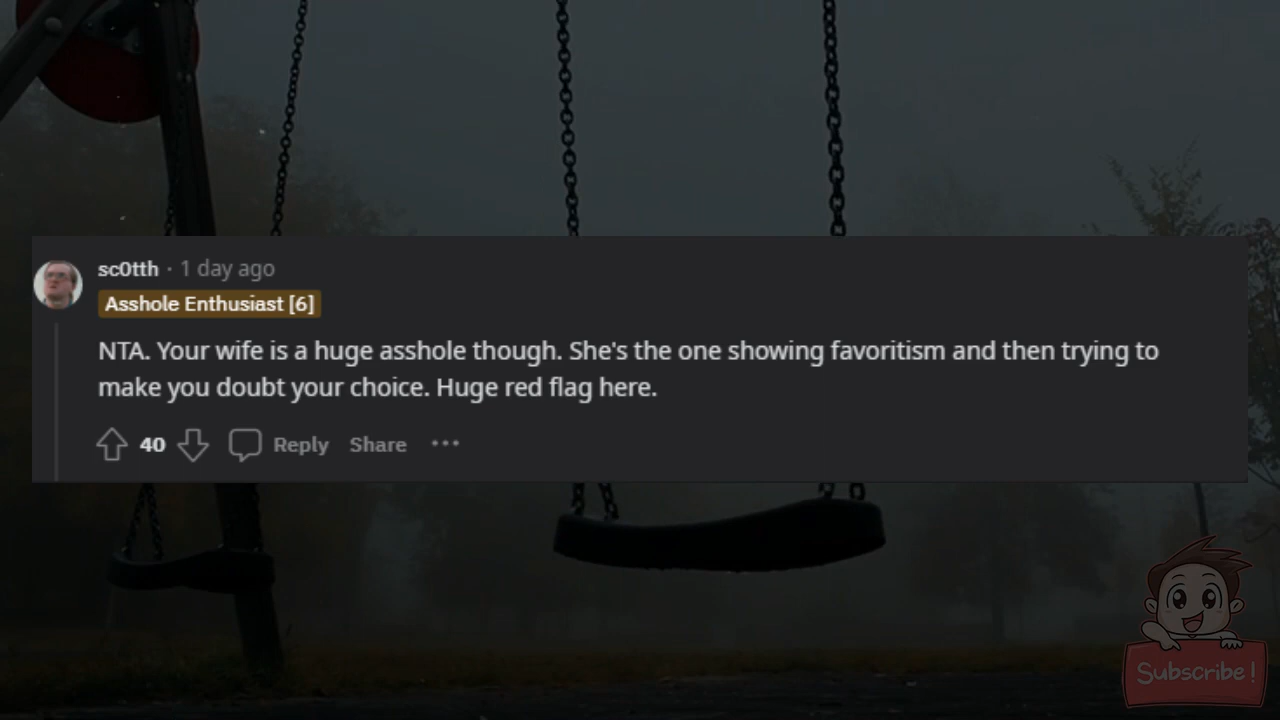 sc0tth · 1 day ago
Asshole Enthusiast [6]
NTA. Your wife is a huge asshole though. She's the one showing favoritism and then trying to
make you doubt your choice. Huge red flag here.
40 Reply Share ···
Subscribe!